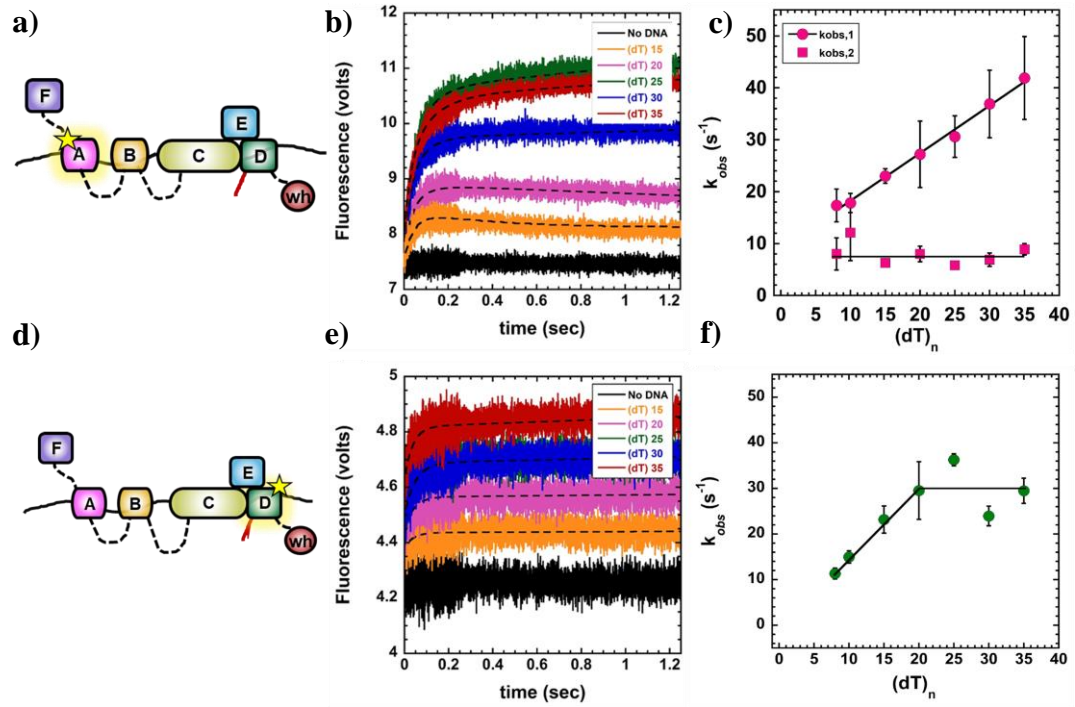 a)
F
A
B
C
E
D
wh
b)
Fluorescence (volts)
12
11
10
9
8
7
No DNA
(dT) 15
(dT) 20
(dT) 25
(dT) 30
(dT) 35
0 0.2 0.4 0.6 0.8 1 1.2
time (sec)
c)
kobs,1
kobs,2
k obs (s-1)
50
40
30
20
10
0
0 5 10 15 20 25 30 35 40
(dT)n
d)
F
A
B
C
E
D
wh
e)
Fluorescence (volts)
5
4.8
4.6
4.4
4.2
4
No DNA
(dT) 15
(dT) 20
(dT) 25
(dT) 30
(dT) 35
0 0.2 0.4 0.6 0.8 1 1.2
time (sec)
f)
k obs (s-1)
50
40
30
20
10
0
0 5 10 15 20 25 30 35 40
(dT)n